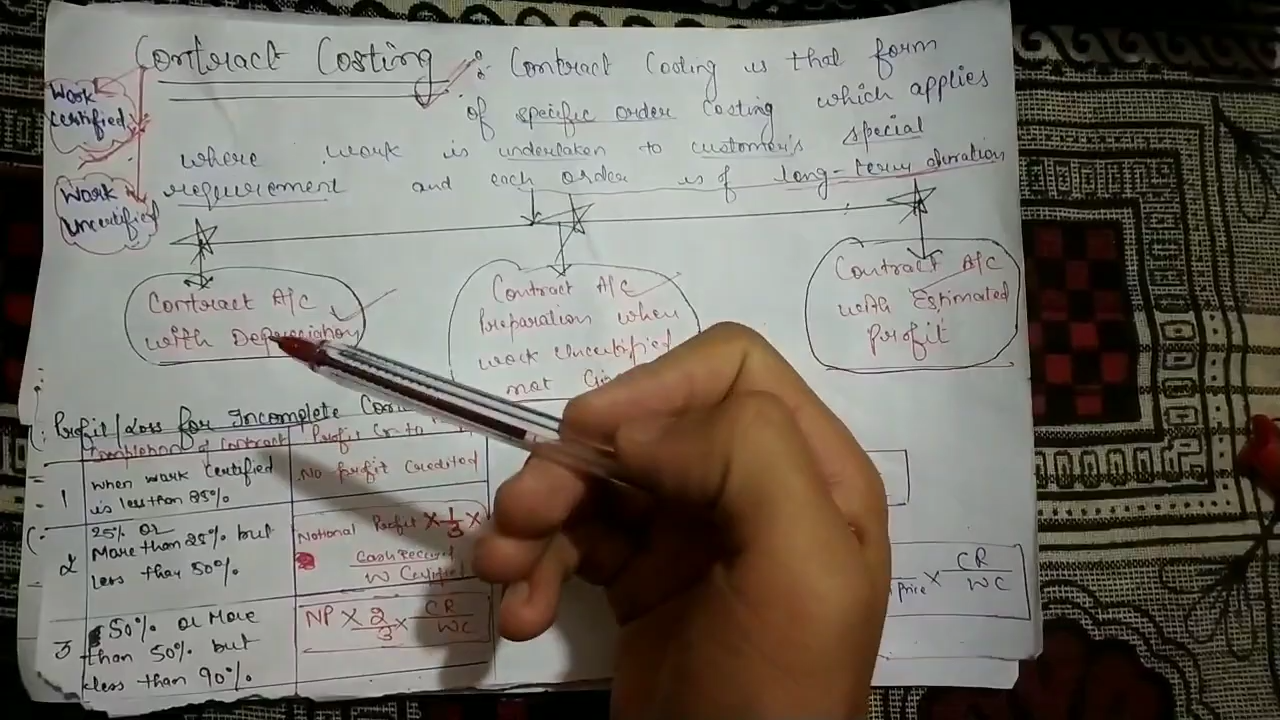 Contract Costing : Contract Costing is that form
of specific order costing which applies
where work is undertaken to customer's special
requirement and each order is of long-term duration
Work
Certified
Work
Uncertified
Contract A/C
with Depreciation
Contract A/C
Preparation when
work Uncertified
not
Contract A/C
with Estimated
Profit
Profit/Loss for Incomplete
Completion of Contract
Profit
1
when work Certified
is less than 25%
No Profit Credited
2
25% or
More than 25% but
less than 50%
Notional Profit × 1/3 ×
Cash Received
W Certified
3
50% or More
than 50% but
less than 90%
NP × 2/3 × CR/WC
Price × CR/WC